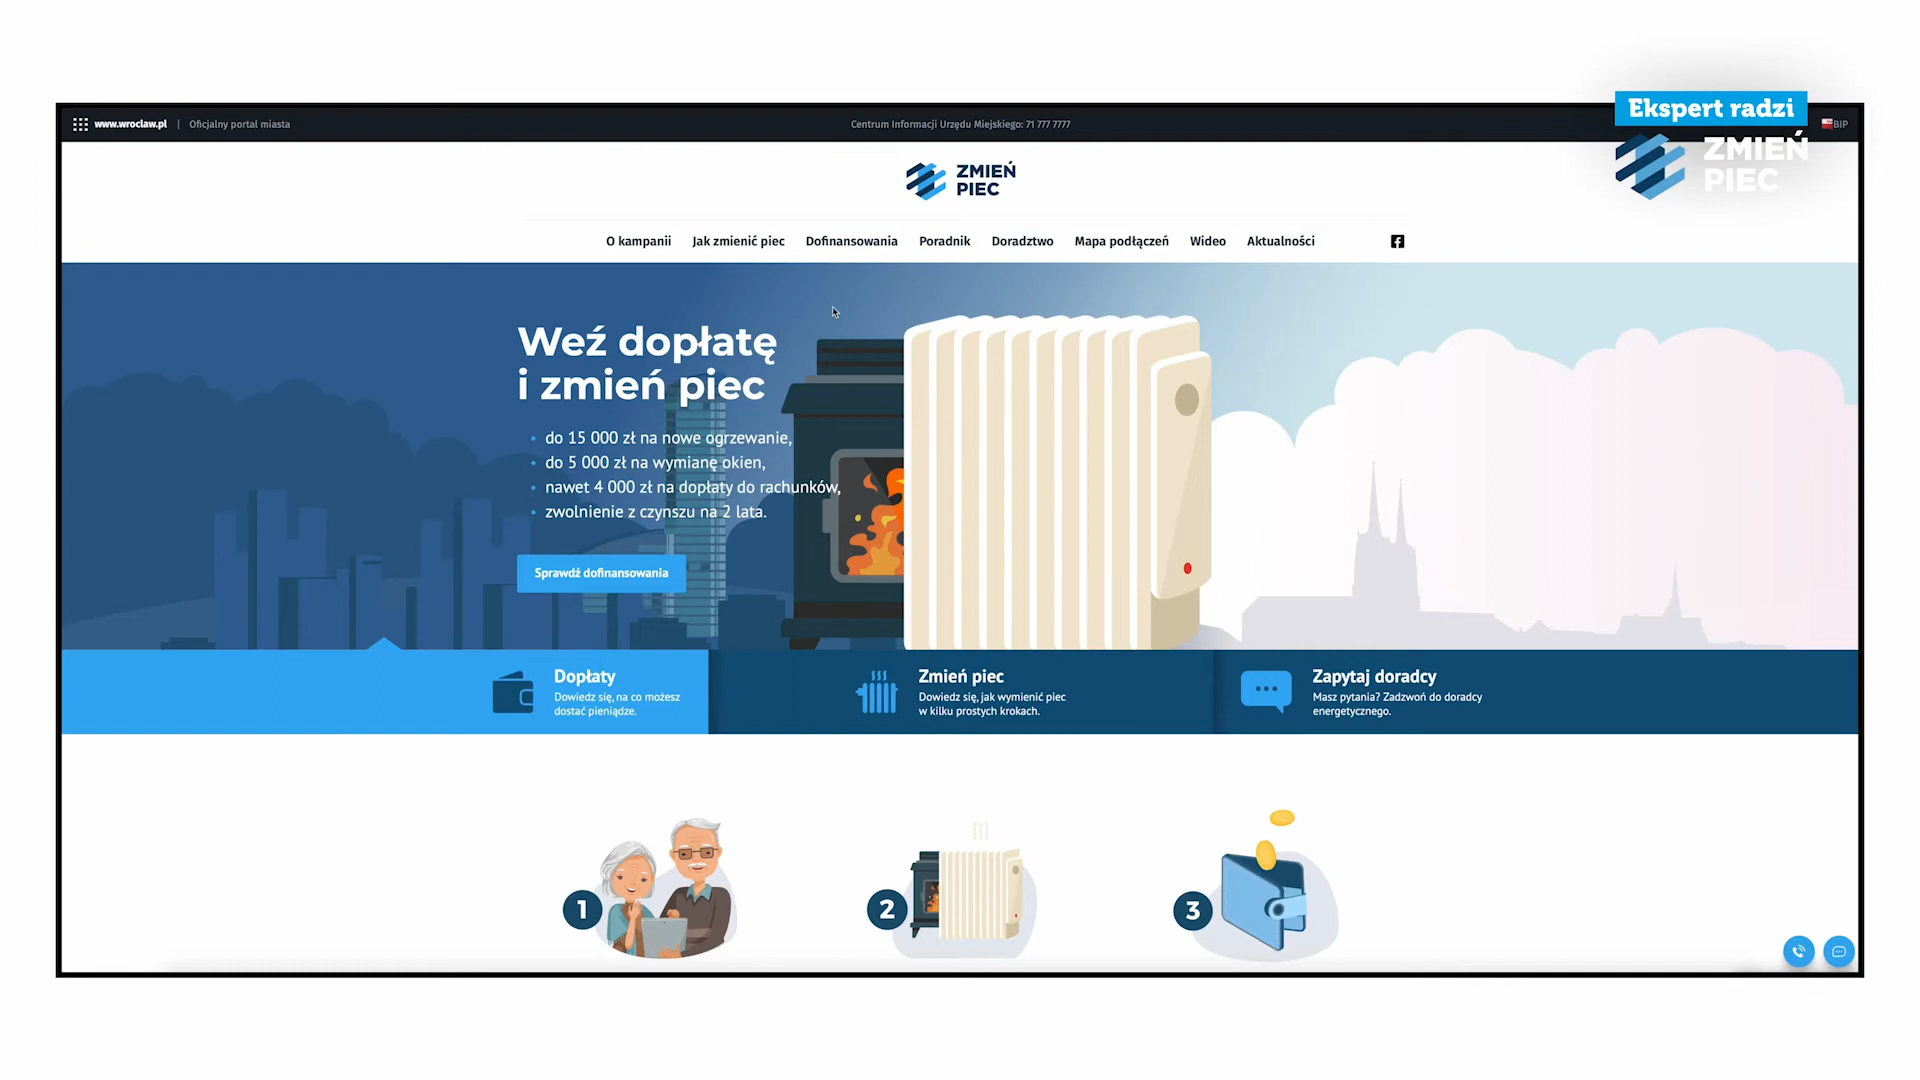 Ekspert radzi
ZMIEŃ
PIEC
www.wroclaw.pl | Oficjalny portal miasta
Centrum Informacji Urzędu Miejskiego: 71 777 7777
BIP
ZMIEŃ
PIEC
O kampanii Jak zmienić piec Dofinansowania Poradnik Doradztwo Mapa podłączeń Wideo Aktualności
Weź dopłatę
i zmień piec
• do 15 000 zł na nowe ogrzewanie,
• do 5 000 zł na wymianę okien,
• nawet 4 000 zł na dopłaty do rachunków,
• zwolnienie z czynszu na 2 lata.
Sprawdź dofinansowania
Dopłaty
Dowiedz się, na co możesz
dostać pieniądze.
Zmień piec
Dowiedz się, jak wymienić piec
w kilku prostych krokach.
Zapytaj doradcy
Masz pytania? Zadzwoń do doradcy
energetycznego.
1
2
3